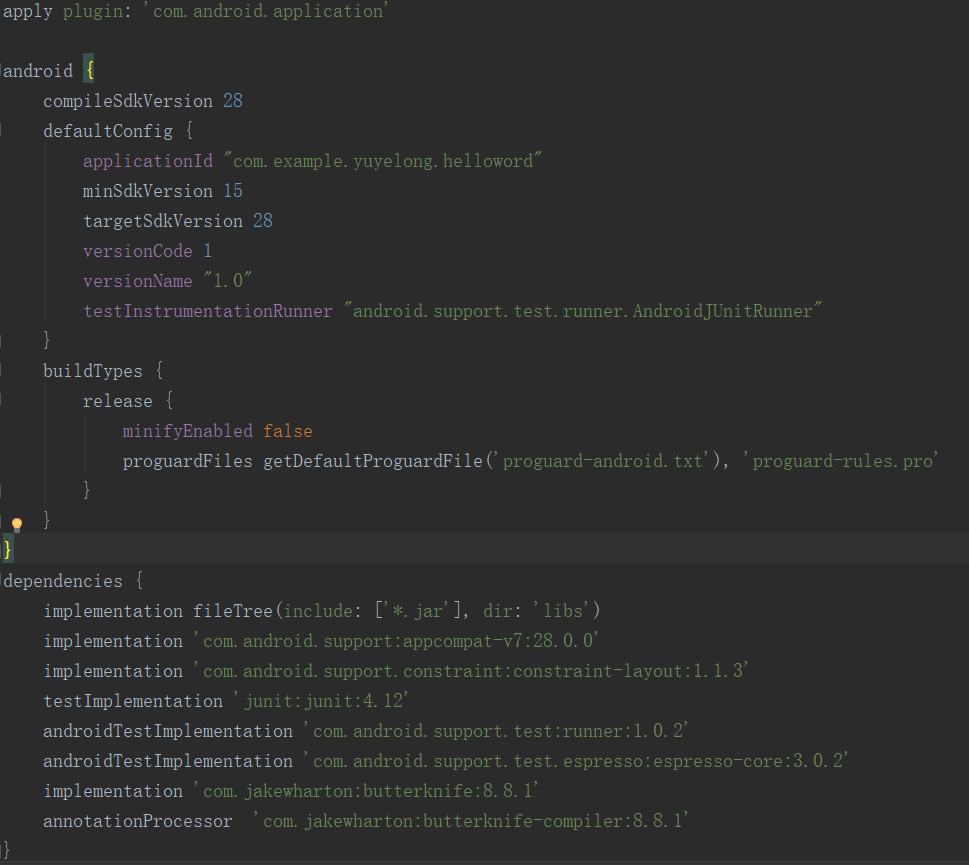 apply plugin: 'com.android.application'
android {
compileSdkVersion 28
defaultConfig {
applicationId "com.example.yuyelong.helloword"
minSdkVersion 15
targetSdkVersion 28
versionCode 1
versionName "1.0"
testInstrumentationRunner "android.support.test.runner.AndroidJUnitRunner"
}
buildTypes {
release {
minifyEnabled false
proguardFiles getDefaultProguardFile('proguard-android.txt'), 'proguard-rules.pro'
}
}
}
dependencies {
implementation fileTree(include: ['*.jar'], dir: 'libs')
implementation 'com.android.support:appcompat-v7:28.0.0'
implementation 'com.android.support.constraint:constraint-layout:1.1.3'
testImplementation 'junit:junit:4.12'
androidTestImplementation 'com.android.support.test:runner:1.0.2'
androidTestImplementation 'com.android.support.test.espresso:espresso-core:3.0.2'
implementation 'com.jakewharton:butterknife:8.8.1'
annotationProcessor  'com.jakewharton:butterknife-compiler:8.8.1'
}